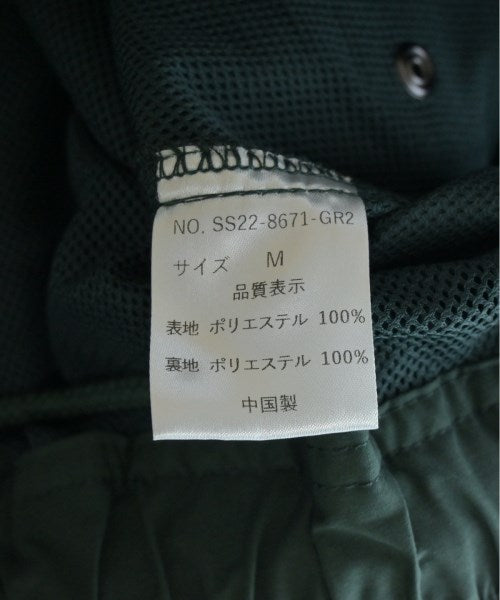 NO. SS22-8671-GR2
サイズ M
品質表示
表地 ポリエステル 100%
裏地 ポリエステル 100%
中国製